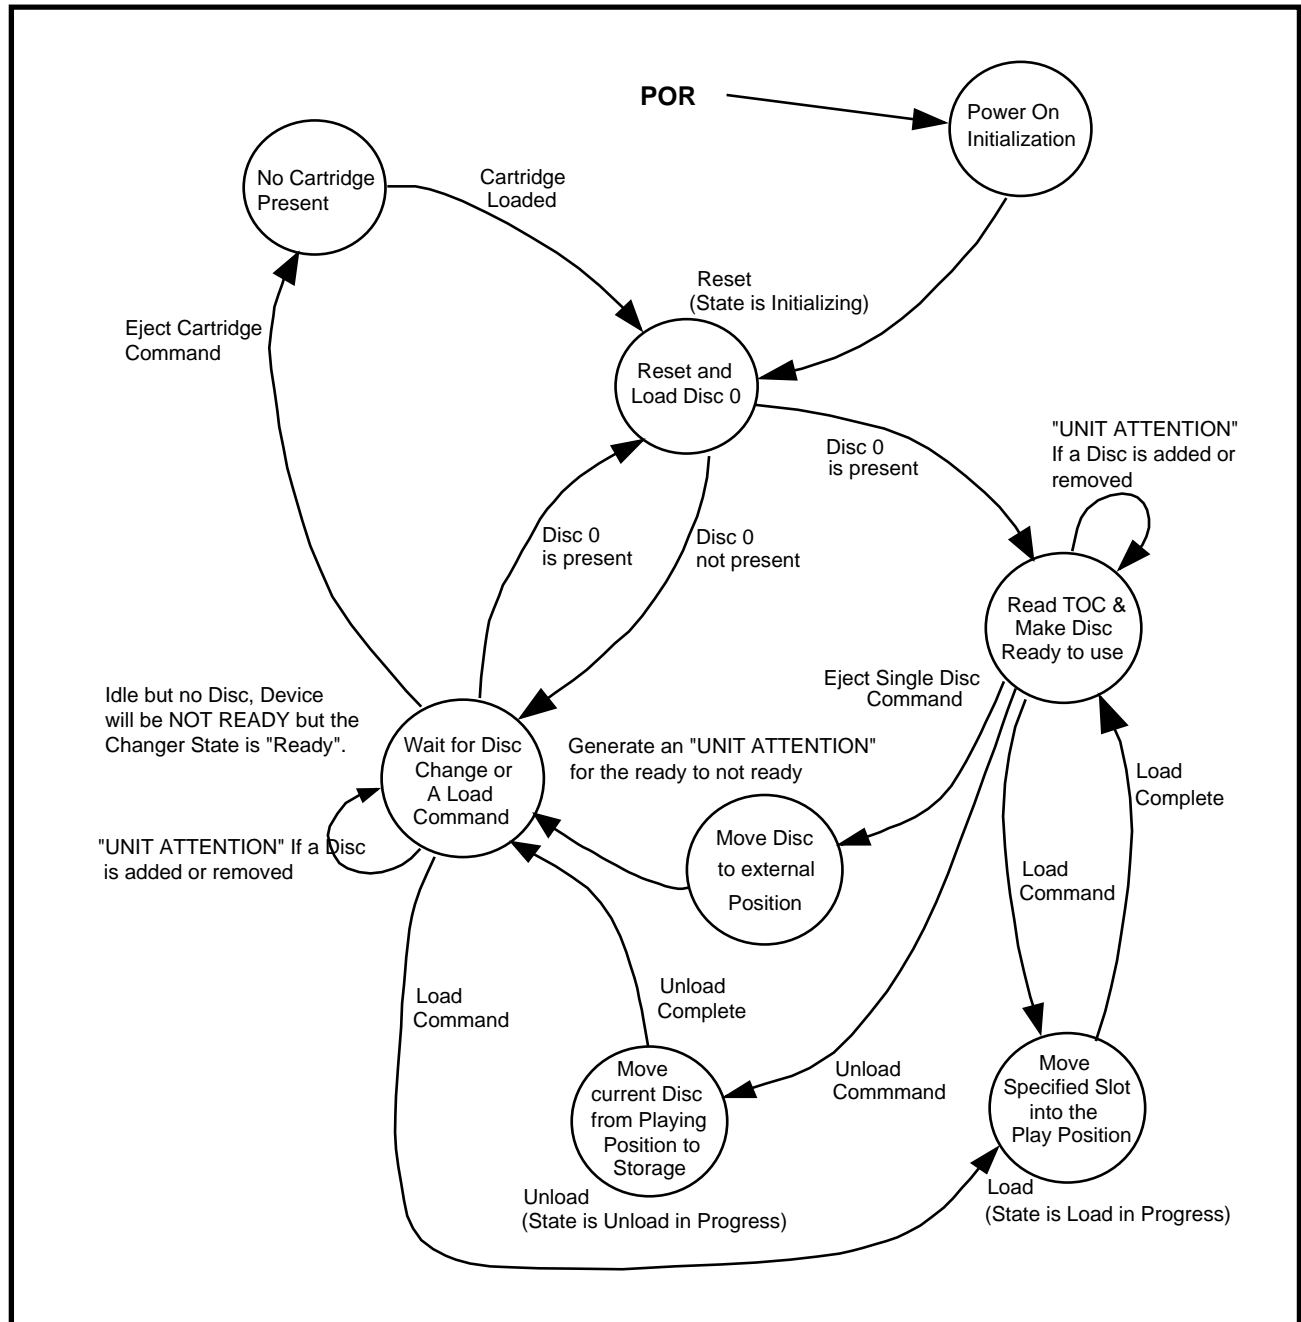 POR
Power On
Initialization
No Cartridge
Present
Cartridge
Loaded
Reset
(State is Initializing)
Eject Cartridge
Command
Reset and
Load Disc 0
Disc 0
is present
"UNIT ATTENTION"
If a Disc is added or
removed
Disc 0
is present
Disc 0
not present
Read TOC &
Make Disc
Ready to use
Eject Single Disc
Command
Idle but no Disc, Device
will be NOT READY but the
Changer State is "Ready".
Wait for Disc
Change or
A Load
Command
Generate an "UNIT ATTENTION"
for the ready to not ready
Load
Complete
"UNIT ATTENTION" If a Disc
is added or removed
Move Disc
to external
Position
Load
Command
Load
Command
Unload
Complete
Unload
Commmand
Move
current Disc
from Playing
Position to
Storage
Move
Specified Slot
into the
Play Position
Unload
(State is Unload in Progress)
Load
(State is Load in Progress)